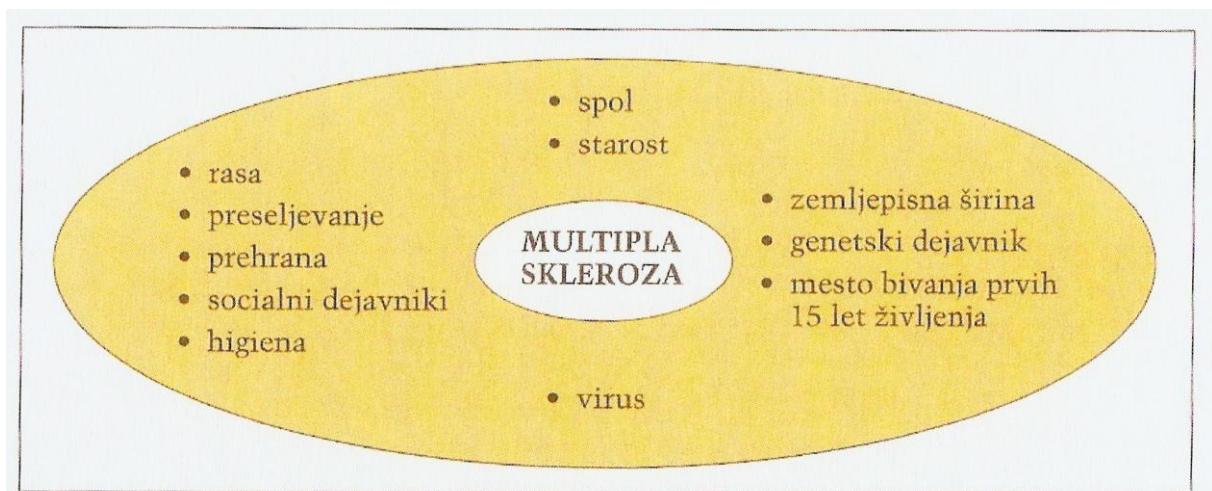 • spol
• starost
• rasa
• preseljevanje
• prehrana
• socialni dejavniki
• higiena
MULTIPLA
SKLEROZA
• zemljepisna širina
• genetski dejavnik
• mesto bivanja prvih
15 let življenja
• virus